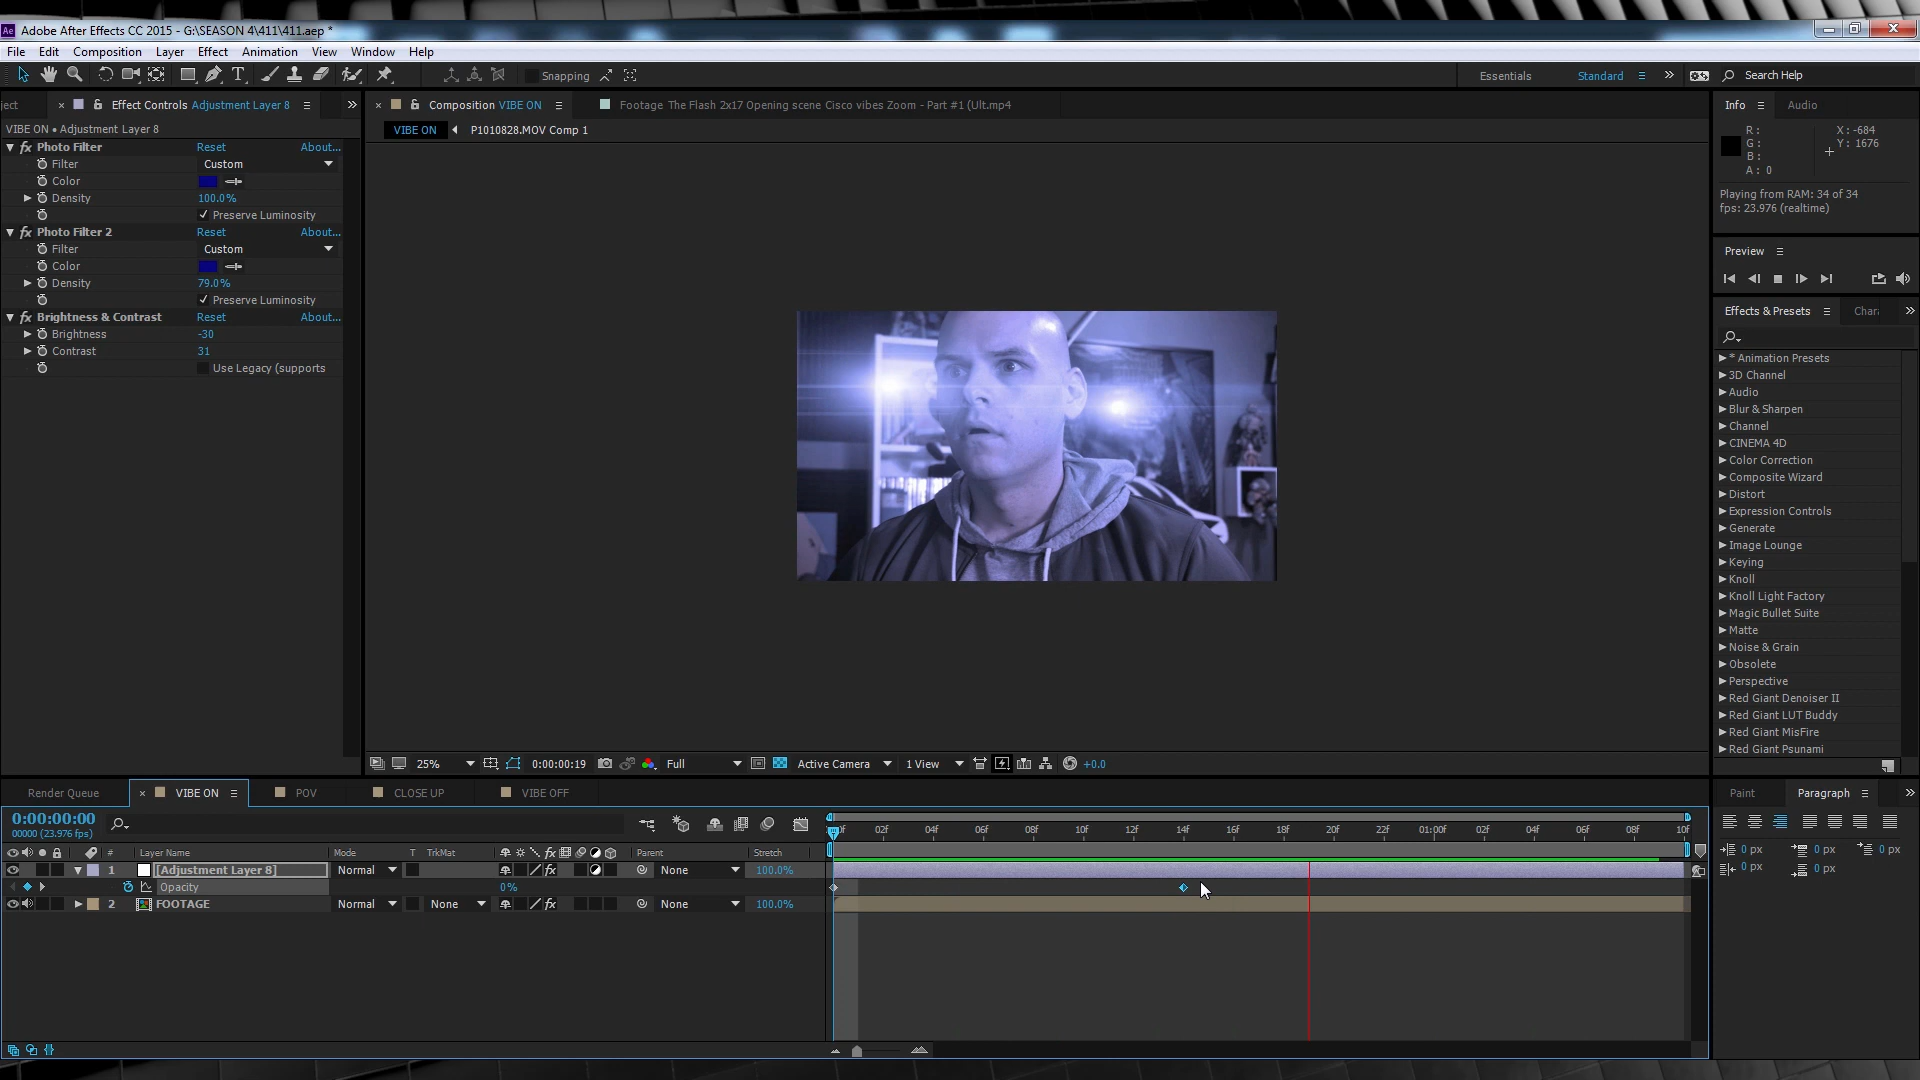 Adobe After Effects CC 2015 - G:\SEASON 4\411\411.aep *
File Edit Composition Layer Effect Animation View Window Help
Snapping
Essentials Standard Search Help
ject Effect Controls Adjustment Layer 8
VIBE ON • Adjustment Layer 8
Photo Filter Reset About...
Filter Custom
Color
Density 100.0%
Preserve Luminosity
Photo Filter 2 Reset About...
Filter Custom
Color
Density 79.0%
Preserve Luminosity
Brightness & Contrast Reset About...
Brightness -30
Contrast 31
Use Legacy (supports
Composition VIBE ON
Footage The Flash 2x17 Opening scene Cisco vibes Zoom - Part #1 (Ult.mp4
VIBE ON P1010828.MOV Comp 1
25% 0:00:00:19 Full Active Camera 1 View +0.0
Info Audio
R:
G:
B:
A: 0
X: -684
Y: 1676
Playing from RAM: 34 of 34
fps: 23.976 (realtime)
Preview
Effects & Presets Chara
* Animation Presets
3D Channel
Audio
Blur & Sharpen
Channel
CINEMA 4D
Color Correction
Composite Wizard
Distort
Expression Controls
Generate
Image Lounge
Keying
Knoll
Knoll Light Factory
Magic Bullet Suite
Matte
Noise & Grain
Obsolete
Perspective
Red Giant Denoiser II
Red Giant LUT Buddy
Red Giant MisFire
Red Giant Psunami
Render Queue VIBE ON POV CLOSE UP VIBE OFF
0:00:00:00
00000 (23.976 fps)
02f 04f 06f 08f 10f 12f 14f 16f 18f 20f 22f 01:00f 02f 04f 06f 08f 10f
# Layer Name Mode T TrkMat Parent Stretch
1 [Adjustment Layer 8] Normal None 100.0%
Opacity 0%
2 FOOTAGE Normal None None 100.0%
Paint Paragraph
0 px 0 px 0 px
0 px 0 px